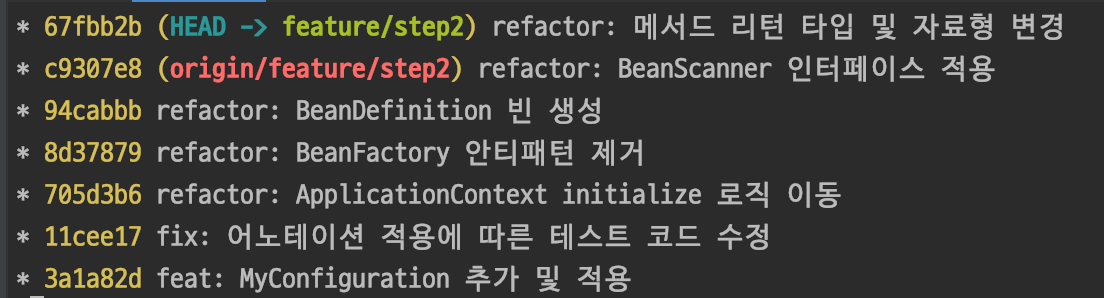 * 67fbb2b (HEAD -> feature/step2) refactor: 메서드 리턴 타입 및 자료형 변경
* c9307e8 (origin/feature/step2) refactor: BeanScanner 인터페이스 적용
* 94cabbb refactor: BeanDefinition 빈 생성
* 8d37879 refactor: BeanFactory 안티패턴 제거
* 705d3b6 refactor: ApplicationContext initialize 로직 이동
* 11cee17 fix: 어노테이션 적용에 따른 테스트 코드 수정
* 3a1a82d feat: MyConfiguration 추가 및 적용